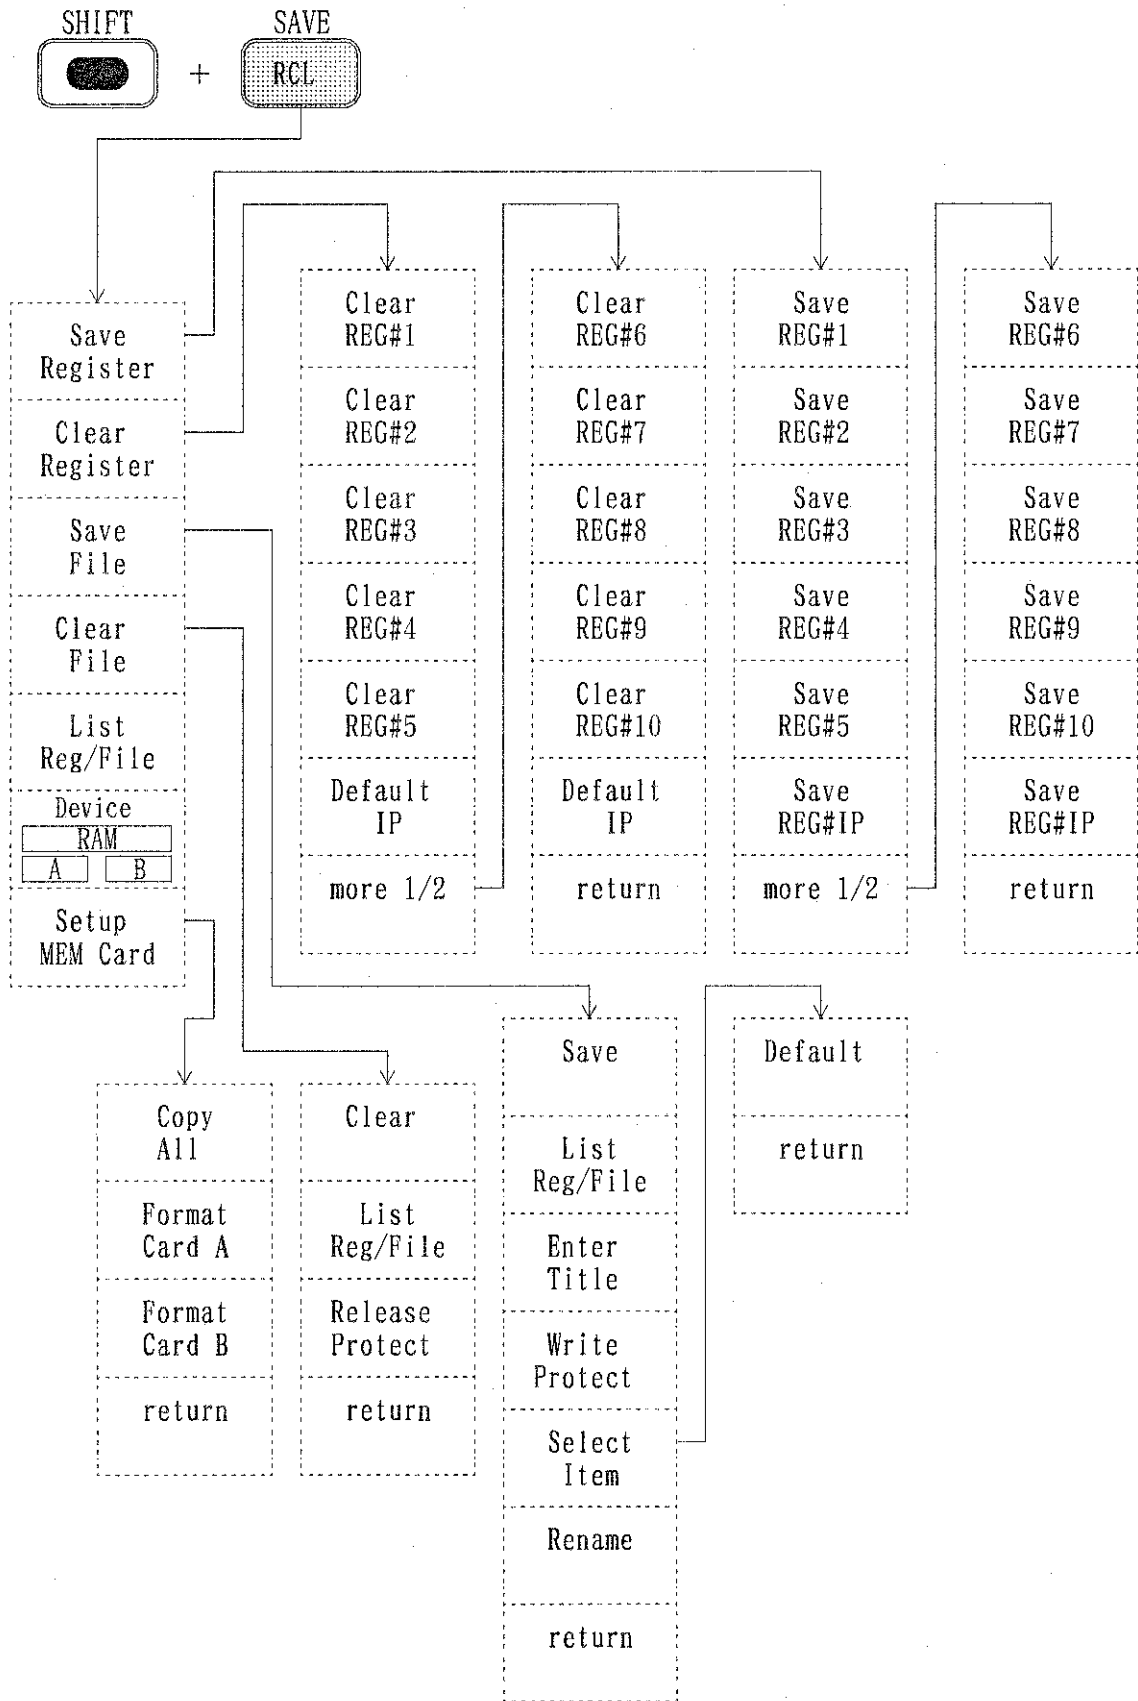 SHIFT
SAVE
+
RCL
Save
Register
Clear
Register
Save
File
Clear
File
List
Reg/File
Device
RAM
A
B
Setup
MEM Card
Clear
REG#1
Clear
REG#2
Clear
REG#3
Clear
REG#4
Clear
REG#5
Default
IP
more 1/2
Clear
REG#6
Clear
REG#7
Clear
REG#8
Clear
REG#9
Clear
REG#10
Default
IP
return
Save
REG#1
Save
REG#2
Save
REG#3
Save
REG#4
Save
REG#5
Save
REG#IP
more 1/2
Save
REG#6
Save
REG#7
Save
REG#8
Save
REG#9
Save
REG#10
Save
REG#IP
return
Copy
All
Format
Card A
Format
Card B
return
Clear
List
Reg/File
Release
Protect
return
Save
List
Reg/File
Enter
Title
Write
Protect
Select
Item
Rename
return
Default
return